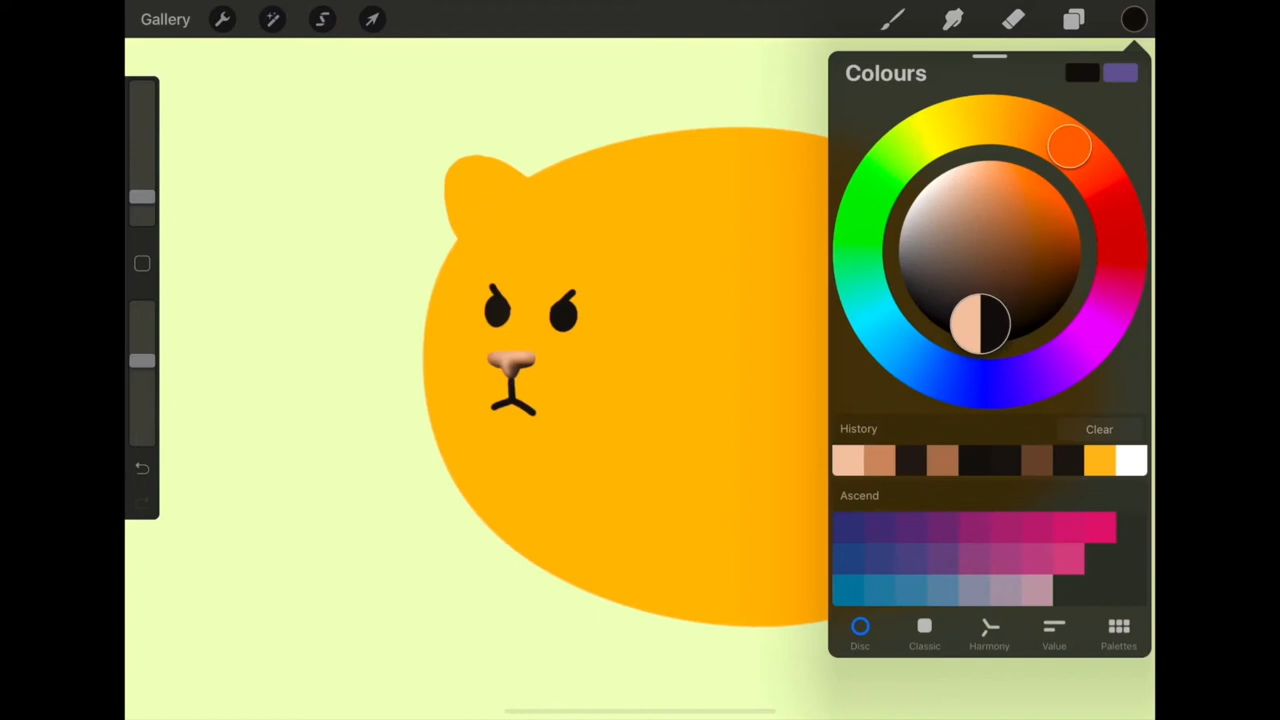 Gallery
Colours
History
Clear
Ascend
Disc
Classic
Harmony
Value
Palettes